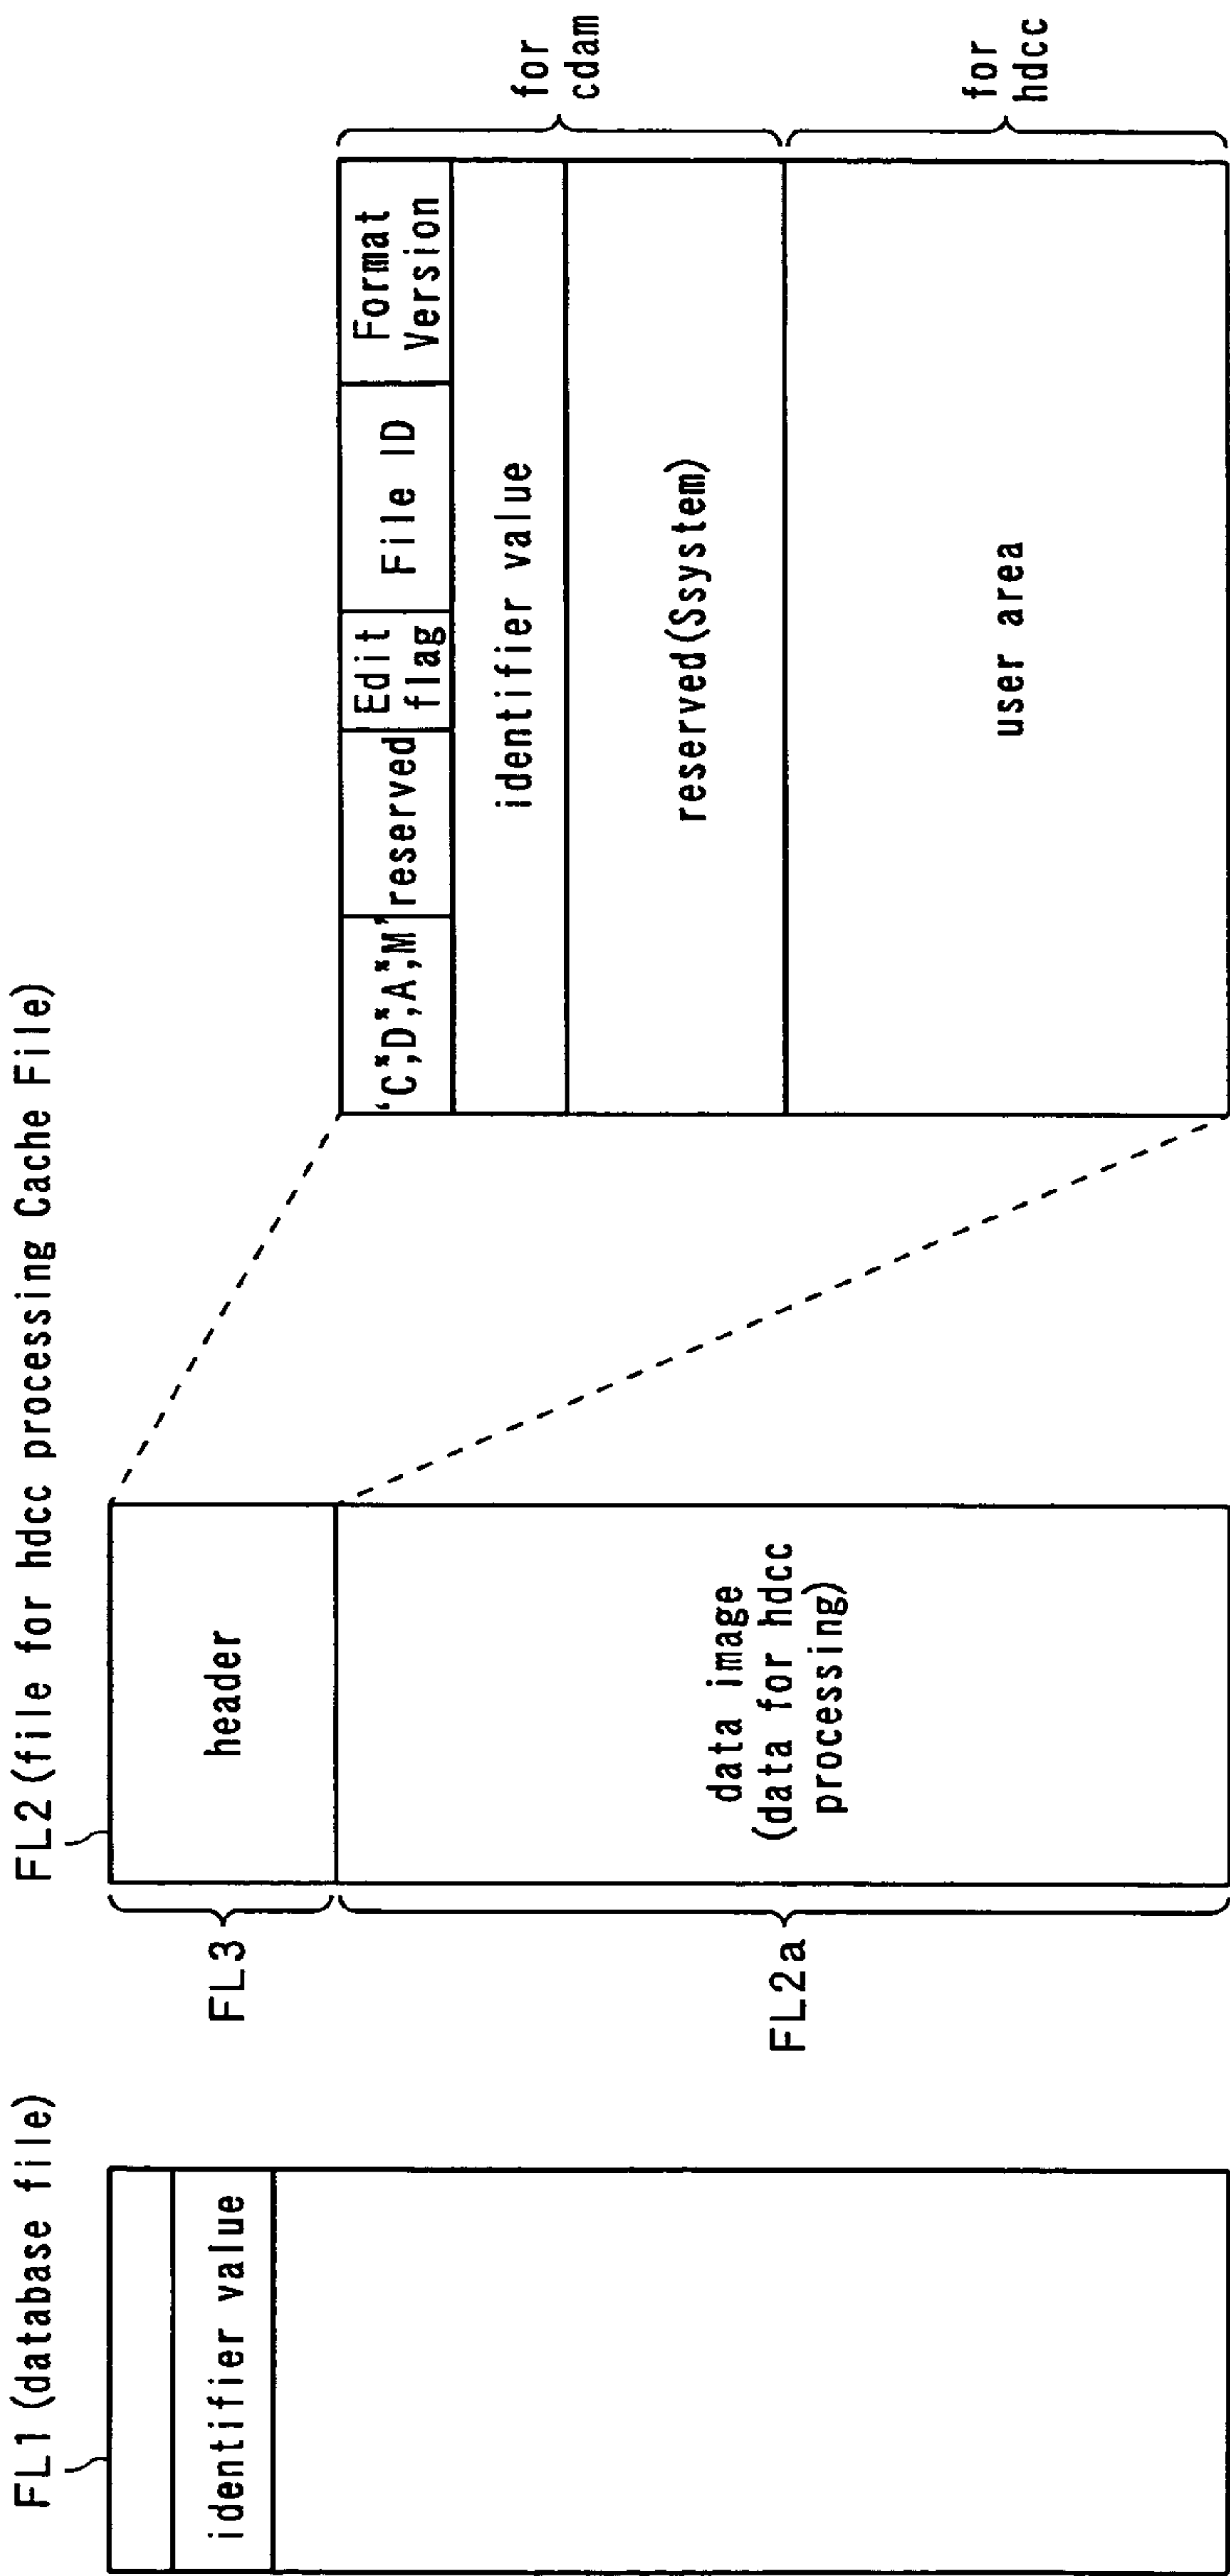 FL1(database file)
identifier value
FL2(file for hdcc processing Cache File)
FL3
header
FL2a
data image
(data for hdcc
processing)
‘C*,D*,A*,M’
reserved
Edit
flag
File ID
Format
Version
identifier value
reserved(Ssystem)
user area
for
cdam
for
hdcc